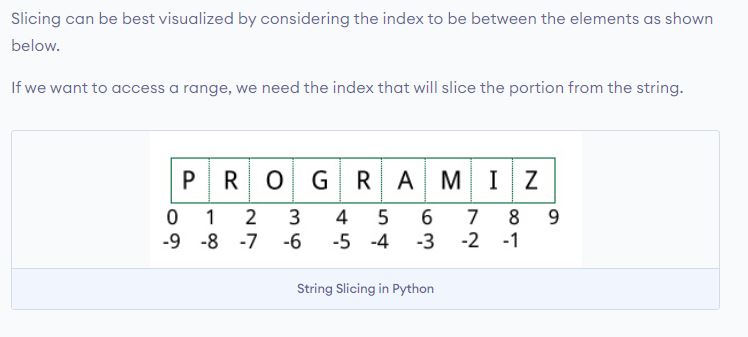 Slicing can be best visualized by considering the index to be between the elements as shown
below.
If we want to access a range, we need the index that will slice the portion from the string.
P R O G R A M I Z
0 1 2 3 4 5 6 7 8 9
-9 -8 -7 -6 -5 -4 -3 -2 -1
String Slicing in Python